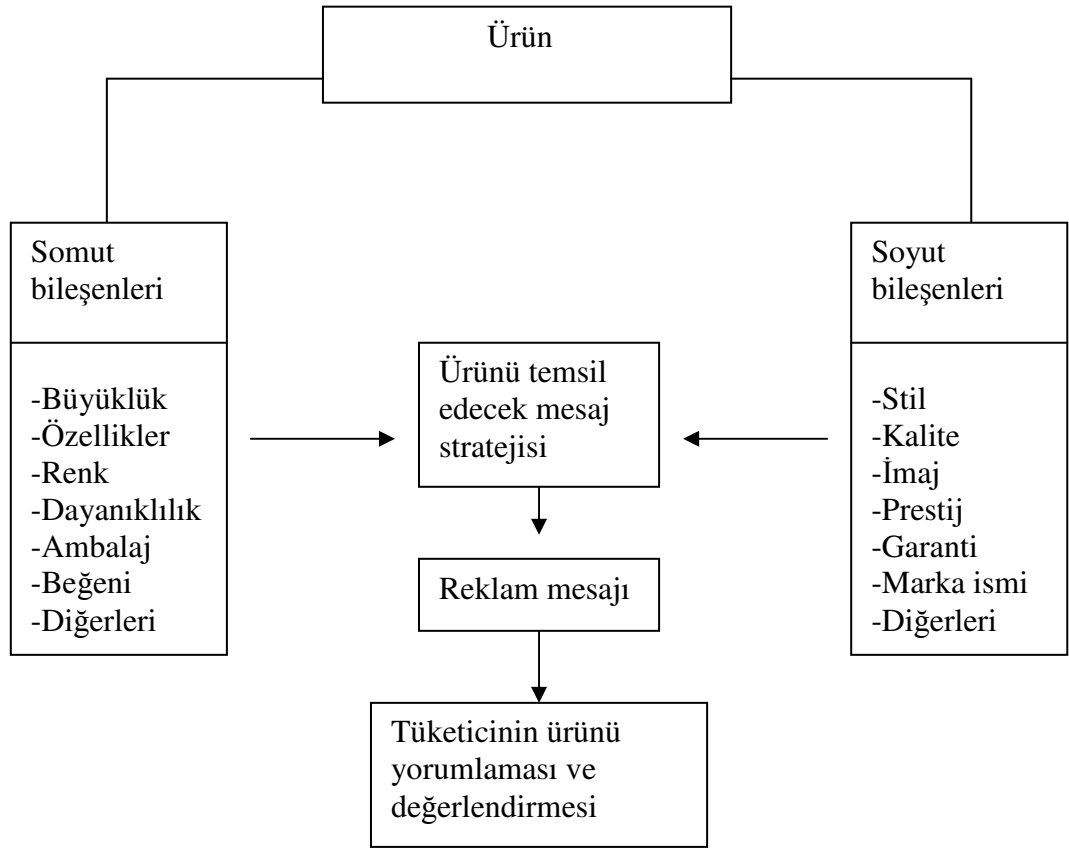 Ürün
Somut
bileşenleri
-Büyüklük
-Özellikler
-Renk
-Dayanıklılık
-Ambalaj
-Beğeni
-Diğerleri
Ürünü temsil
edecek mesaj
stratejisi
Reklam mesajı
Tüketicinin ürünü
yorumlaması ve
değerlendirmesi
Soyut
bileşenleri
-Stil
-Kalite
-İmaj
-Prestij
-Garanti
-Marka ismi
-Diğerleri